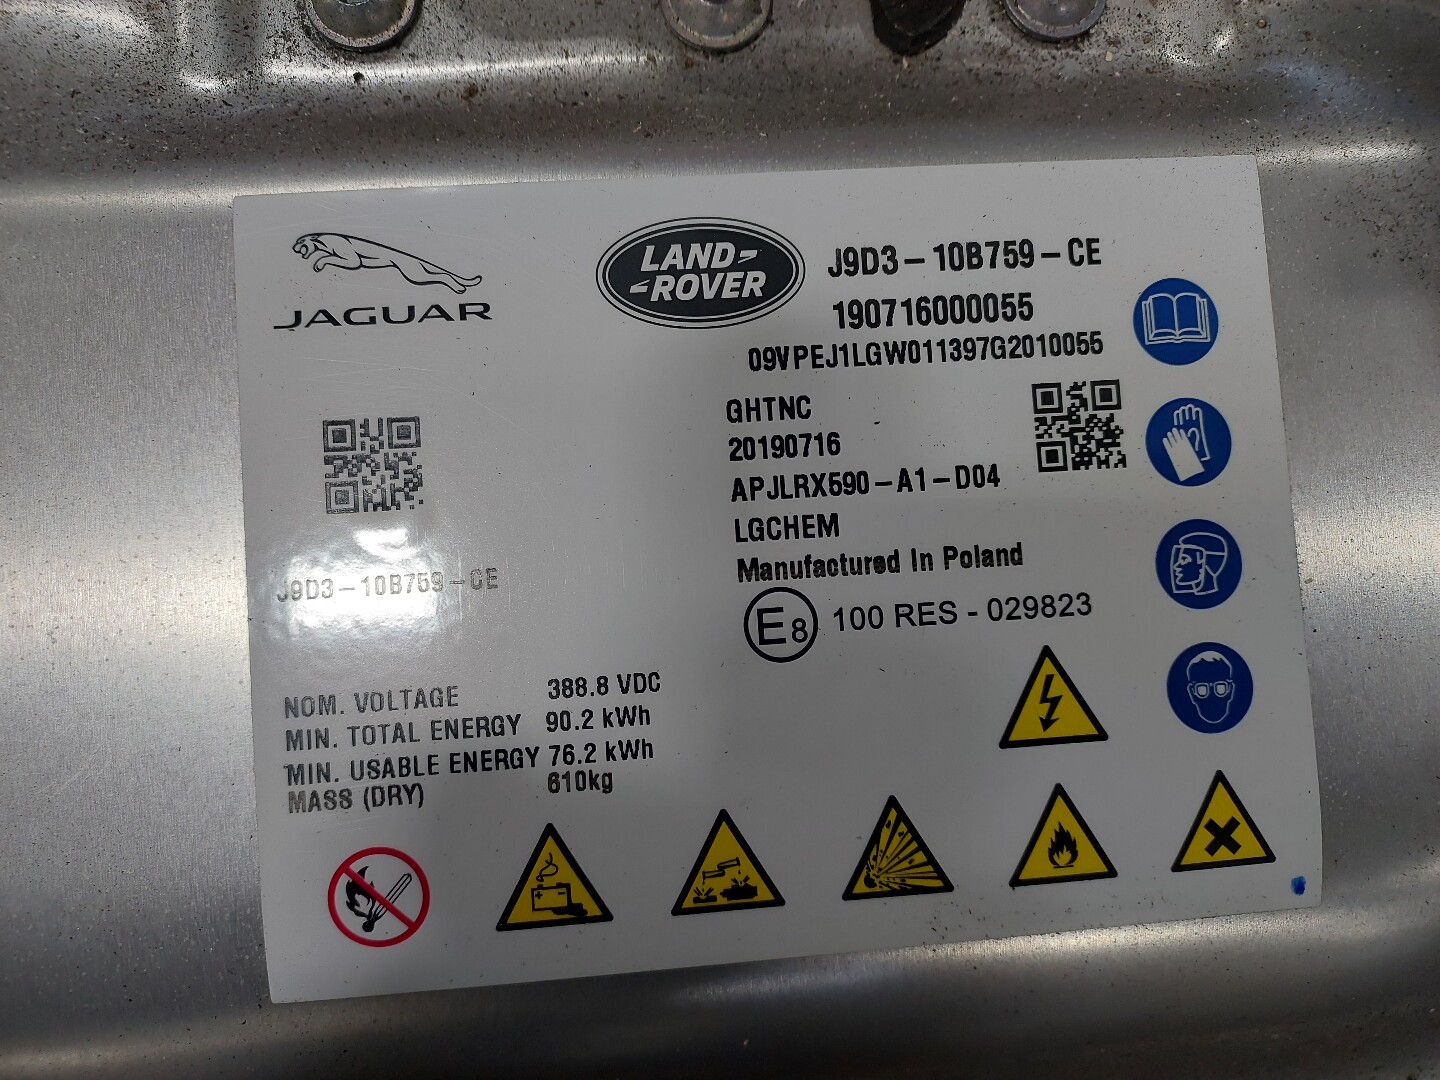 JAGUAR
LAND-
-ROVER
J9D3-10B759-CE
190716000055
09VPEJ1LGW011397G2010055
GHTNC
20190716
APJLRX590-A1-D04
LGCHEM
Manufactured In Poland
E8 100 RES - 029823
J9D3-10B759-CE
NOM. VOLTAGE 388.8 VDC
MIN. TOTAL ENERGY 90.2 kWh
MIN. USABLE ENERGY 76.2 kWh
MASS (DRY) 610kg